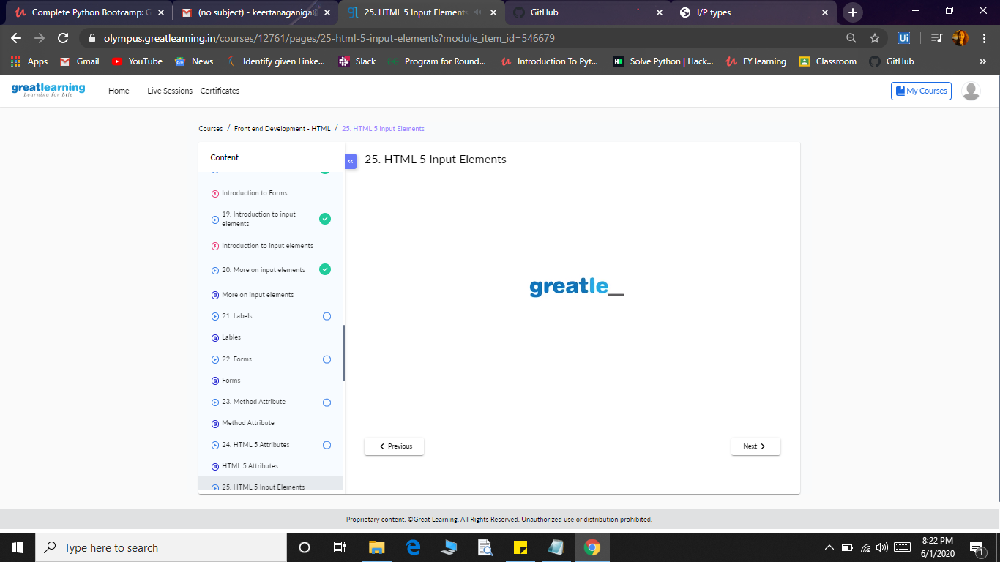 Complete Python Bootcamp: G
(no subject) - keertanaganiga@
25. HTML 5 Input Elements
GitHub
I/P types
olympus.greatlearning.in/courses/12761/pages/25-html-5-input-elements?module_item_id=546679
Apps Gmail YouTube News Identify given Linke... Slack Program for Round... Introduction To Pyt... Solve Python | Hack... EY learning Classroom GitHub »
greatlearning
Learning for Life
Home Live Sessions Certificates
My Courses
Courses / Front end Development - HTML / 25. HTML 5 Input Elements
Content
«
25. HTML 5 Input Elements
Introduction to Forms
19. Introduction to input
elements
Introduction to input elements
20. More on input elements
More on input elements
21. Labels
Lables
22. Forms
Forms
23. Method Attribute
Method Attribute
24. HTML 5 Attributes
HTML 5 Attributes
25. HTML 5 Input Elements
greatle_
Previous
Next
Proprietary content. ©Great Learning. All Rights Reserved. Unauthorized use or distribution prohibited.
Type here to search
8:22 PM
6/1/2020
1